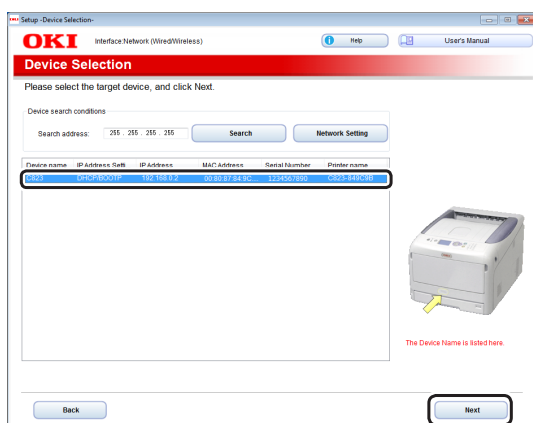 OKI Setup -Device Selection-
OKI Interface:Network (Wired/Wireless) Help User's Manual
Device Selection
Please select the target device, and click Next.
Device search conditions
Search address: 255 . 255 . 255 . 255 Search Network Setting
Device name IP Address Setti IP Address MAC Address Serial Number Printer name
C823 DHCP/BOOTP 192.168.0.2 00:80:87:84:9C... 1234567890 C823-849C9B
The Device Name is listed here.
Back Next